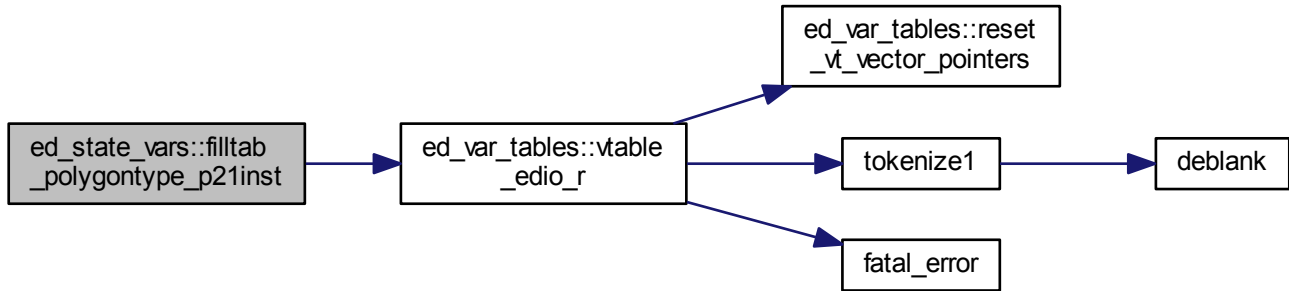 ed_state_vars::filltab
_polygontype_p21inst
ed_var_tables::vtable
_edio_r
ed_var_tables::reset
_vt_vector_pointers
tokenize1
deblank
fatal_error